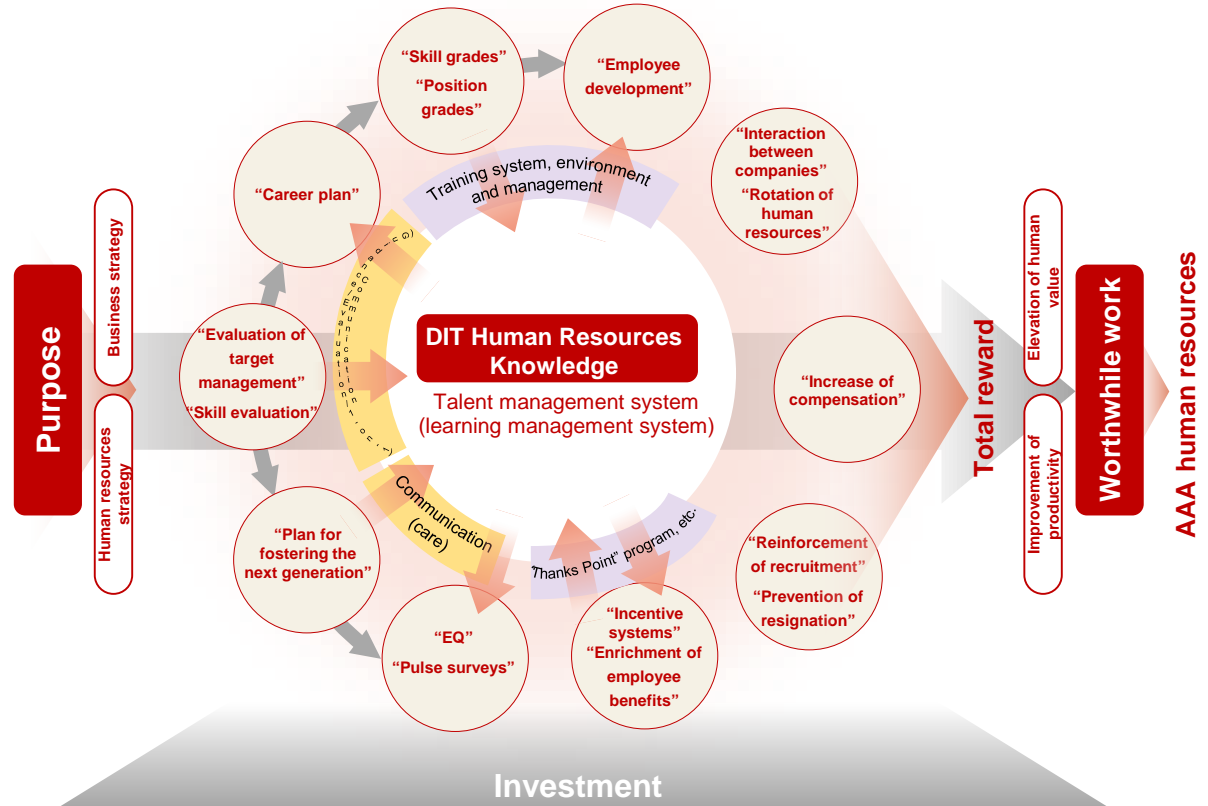 “Skill grades”
“Position
grades”
“Employee
development”
“Interaction
between
companies”
“Rotation of
human
resources”
“Career plan”
Training system, environment
and management
Communication
Evaluation
Guidance
Purpose
Business strategy
Human resources
strategy
“Evaluation of
target
management”
“Skill evaluation”
DIT Human Resources
Knowledge
Talent management system
(learning management system)
“Increase of
compensation”
Total reward
Elevation of human
value
Improvement of
productivity
Worthwhile work
AAA human resources
“Plan for
fostering the
next generation”
Communication
(care)
“Thanks Point” program, etc.
“Reinforcement
of recruitment”
“Prevention of
resignation”
“EQ”
“Pulse surveys”
“Incentive
systems”
“Enrichment of
employee
benefits”
Investment